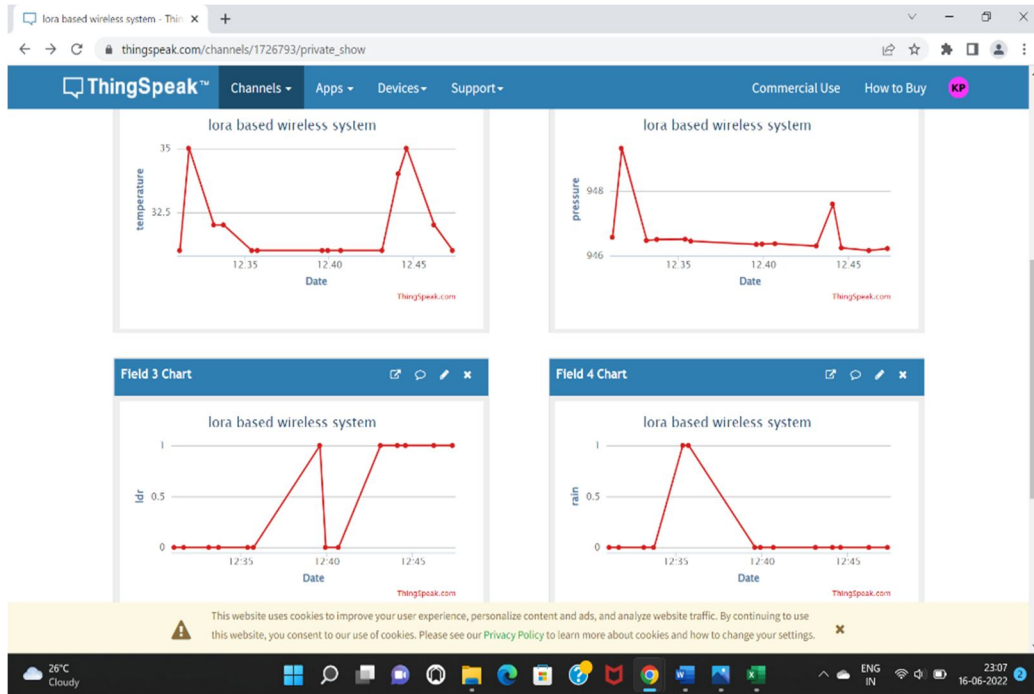 lora based wireless system - Thin
thingspeak.com/channels/1726793/private_show
ThingSpeak™ Channels Apps Devices Support Commercial Use How to Buy KP
lora based wireless system
35
32.5
temperature
12:35 12:40 12:45
Date
ThingSpeak.com
lora based wireless system
948
946
pressure
12:35 12:40 12:45
Date
ThingSpeak.com
Field 3 Chart
lora based wireless system
1
0.5
0
ldr
12:35 12:40 12:45
Date
ThingSpeak.com
Field 4 Chart
lora based wireless system
1
0.5
0
rain
12:35 12:40 12:45
Date
ThingSpeak.com
This website uses cookies to improve your user experience, personalize content and ads, and analyze website traffic. By continuing to use
this website, you consent to our use of cookies. Please see our Privacy Policy to learn more about cookies and how to change your settings.
26°C
Cloudy
ENG
IN
23:07
16-06-2022
2